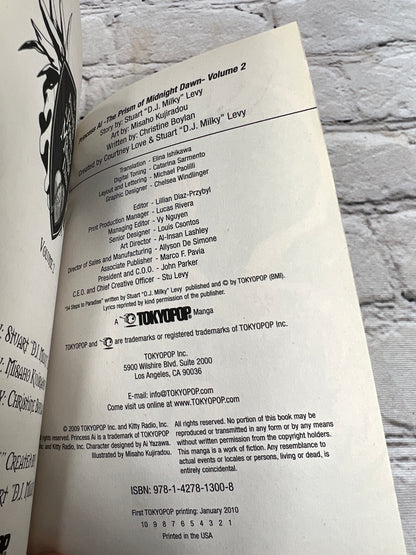 Volume 2
Princess Ai -The Prism of Midnight Dawn- Volume 2
Story by: Stuart "D.J. Milky" Levy
Art by: Misaho Kujiradou
Written by: Christine Boylan
Created by Courtney Love & Stuart "D.J. Milky" Levy
Translation - Elina Ishikawa
Digital Toning - Catarina Sarmento
Layout and Lettering - Michael Paolilli
Graphic Designer - Chelsea Windlinger
Editor - Lillian Diaz-Przybyl
Print Production Manager - Lucas Rivera
Managing Editor - Vy Nguyen
Senior Designer - Louis Csontos
Art Director - Al-Insan Lashley
Director of Sales and Manufacturing - Allyson De Simone
Associate Publisher - Marco F. Pavia
President and C.O.O. - John Parker
C.E.O. and Chief Creative Officer - Stu Levy
"54 Steps to Paradise" written by Stuart "D.J. Milky" Levy published and © by TOKYOPOP (BMI).
Lyrics reprinted by kind permission of the publisher.
A TOKYOPOP Manga
TOKYOPOP and are trademarks or registered trademarks of TOKYOPOP Inc.
TOKYOPOP Inc.
5900 Wilshire Blvd. Suite 2000
Los Angeles, CA 90036
E-mail: info@TOKYOPOP.com
Come visit us online at www.TOKYOPOP.com
© 2009 TOKYOPOP Inc. and Kitty Radio, Inc.
All rights reserved. Princess Ai is a trademark of TOKYOPOP
Inc. and Kitty Radio, Inc. Character Art by Ai Yazawa.
Illustrated by Misaho Kujiradou.
All rights reserved. No portion of this book may be
reproduced or transmitted in any form or by any means
without written permission from the copyright holders.
This manga is a work of fiction. Any resemblance to
actual events or locales or persons, living or dead, is
entirely coincidental.
ISBN: 978-1-4278-1300-8
First TOKYOPOP printing: January 2010
10 9 8 7 6 5 4 3 2 1
Printed in the USA